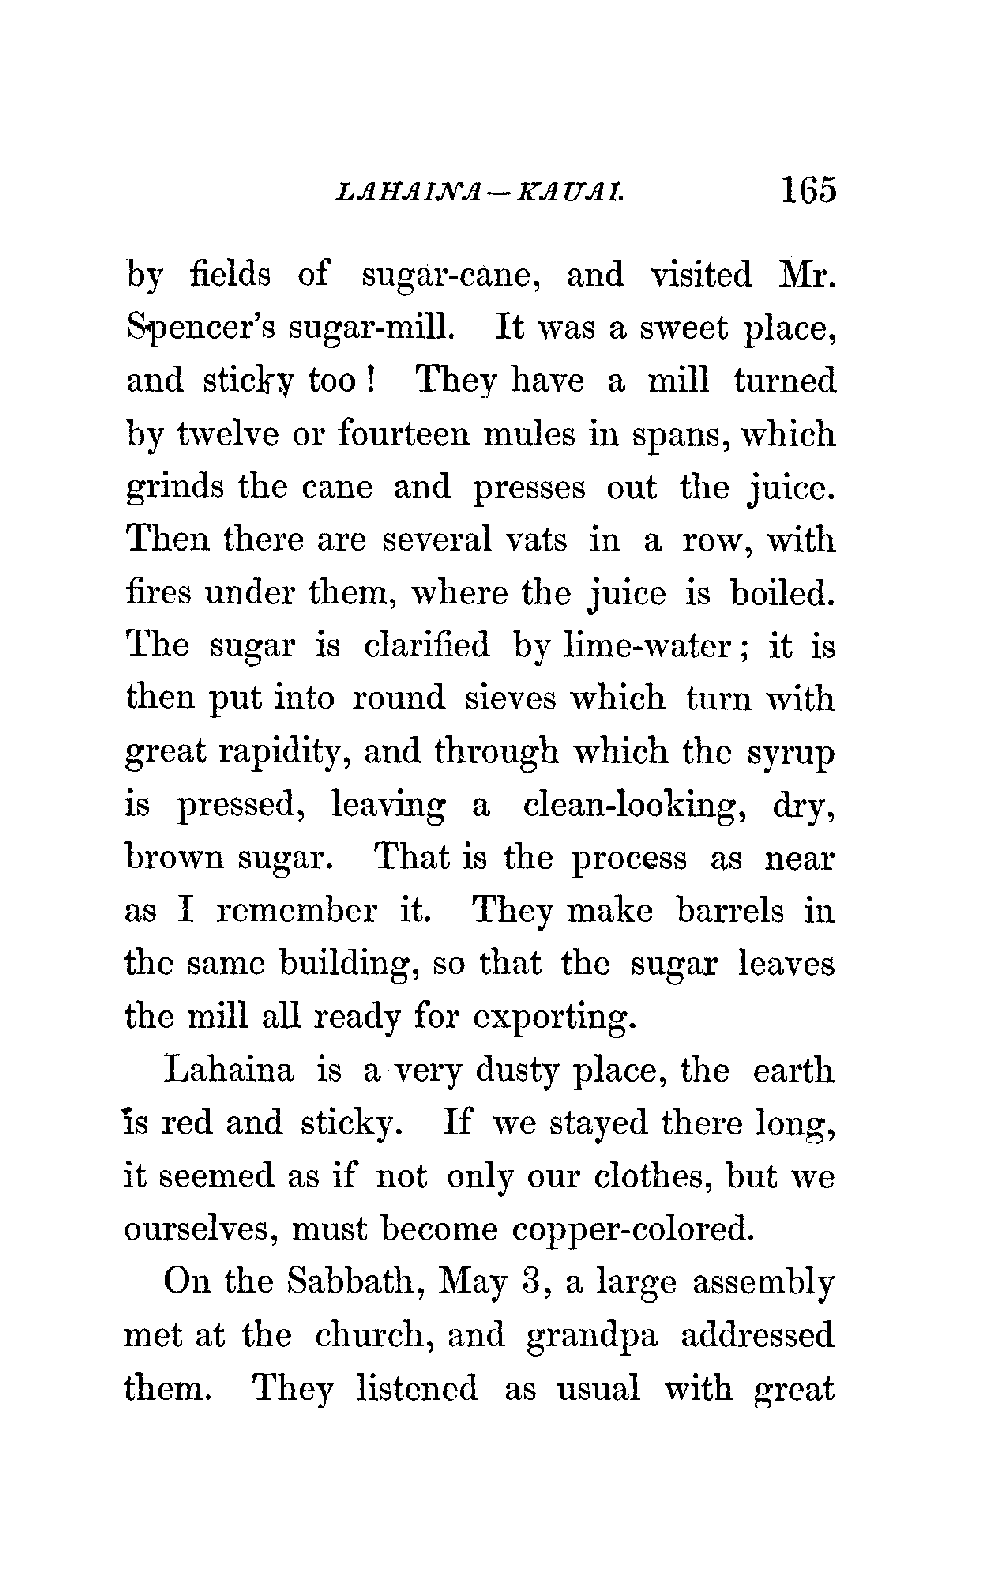 LAHAINA—KAUAI. 165
by fields of sugar-cane, and visited Mr.
Spencer's sugar-mill. It was a sweet place,
and sticky too! They have a mill turned
by twelve or fourteen mules in spans, which
grinds the cane and presses out the juice.
Then there are several vats in a row, with
fires under them, where the juice is boiled.
The sugar is clarified by lime-water; it is
then put into round sieves which turn with
great rapidity, and through which the syrup
is pressed, leaving a clean-looking, dry,
brown sugar. That is the process as near
as I remember it. They make barrels in
the same building, so that the sugar leaves
the mill all ready for exporting.
Lahaina is a very dusty place, the earth
is red and sticky. If we stayed there long,
it seemed as if not only our clothes, but we
ourselves, must become copper-colored.
On the Sabbath, May 3, a large assembly
met at the church, and grandpa addressed
them. They listened as usual with great